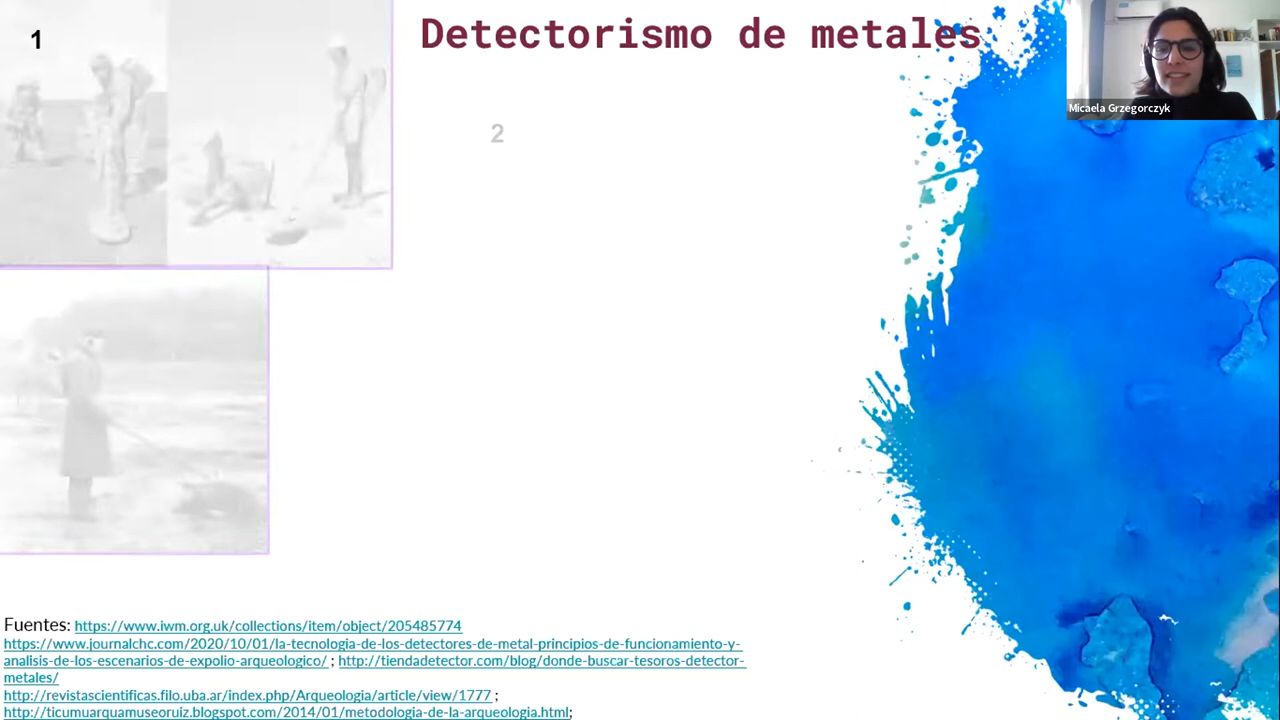 1
Detectorismo de metales
Micaela Grzegorczyk
2
Fuentes: https://www.iwm.org.uk/collections/item/object/205485774
https://www.journalchc.com/2020/10/01/la-tecnologia-de-los-detectores-de-metal-principios-de-funcionamiento-y-
analisis-de-los-escenarios-de-expolio-arqueologico/ ; http://tiendadetector.com/blog/donde-buscar-tesoros-detector-
metales/
http://revistascientificas.filo.uba.ar/index.php/Arqueologia/article/view/1777 ;
http://ticumuarquamuseoruiz.blogspot.com/2014/01/metodologia-de-la-arqueologia.html;